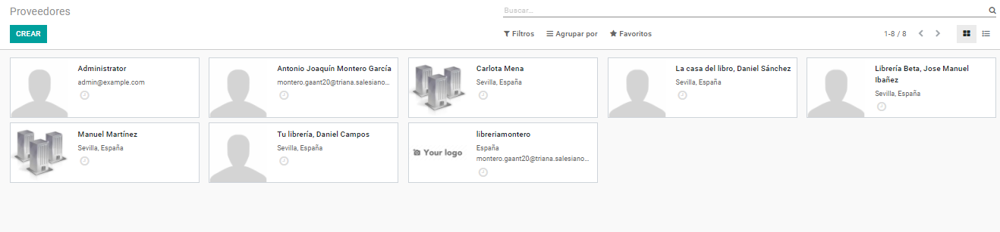 Proveedores
Buscar...
CREAR
Filtros
Agrupar por
Favoritos
1-8 / 8
Administrator
admin@example.com
Antonio Joaquín Montero García
montero.gaant20@triana.salesiano...
Carlota Mena
Sevilla, España
La casa del libro, Daniel Sánchez
Sevilla, España
Librería Beta, Jose Manuel
Ibañez
Sevilla, España
Manuel Martínez
Sevilla, España
Tu librería, Daniel Campos
Sevilla, España
Your logo
libreriamontero
España
montero.gaant20@triana.salesiano...